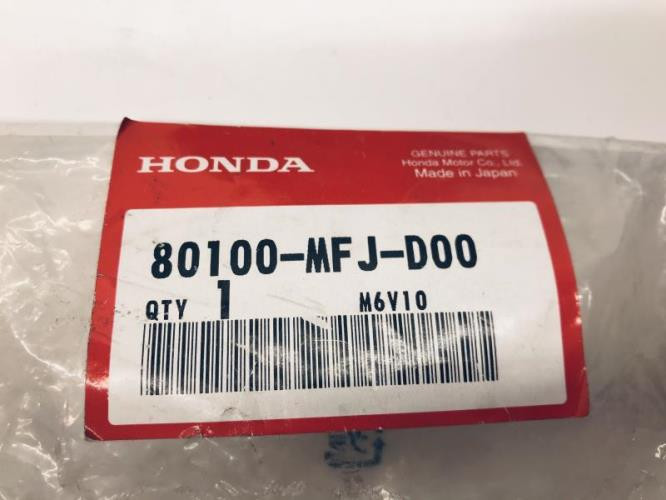 HONDA
GENUINE PARTS
Honda Motor Co., Ltd.
Made in Japan
80100-MFJ-D00
QTY 1 M6V10